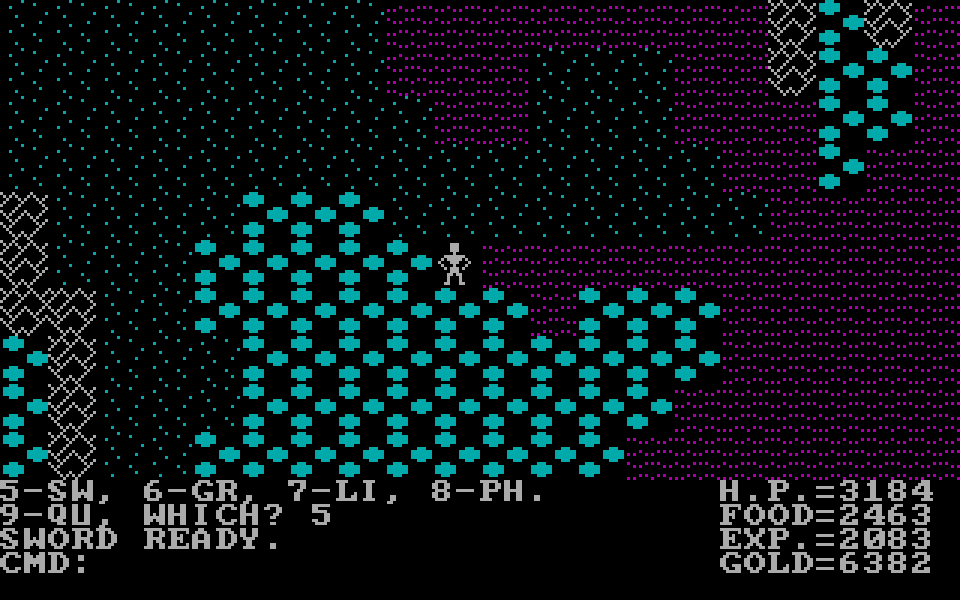 5-SW, 6-GR, 7-LI, 8-PH.
9-QU, WHICH? 5
SWORD READY.
CMD:
H.P.=3184
FOOD=2463
EXP.=2083
GOLD=6382